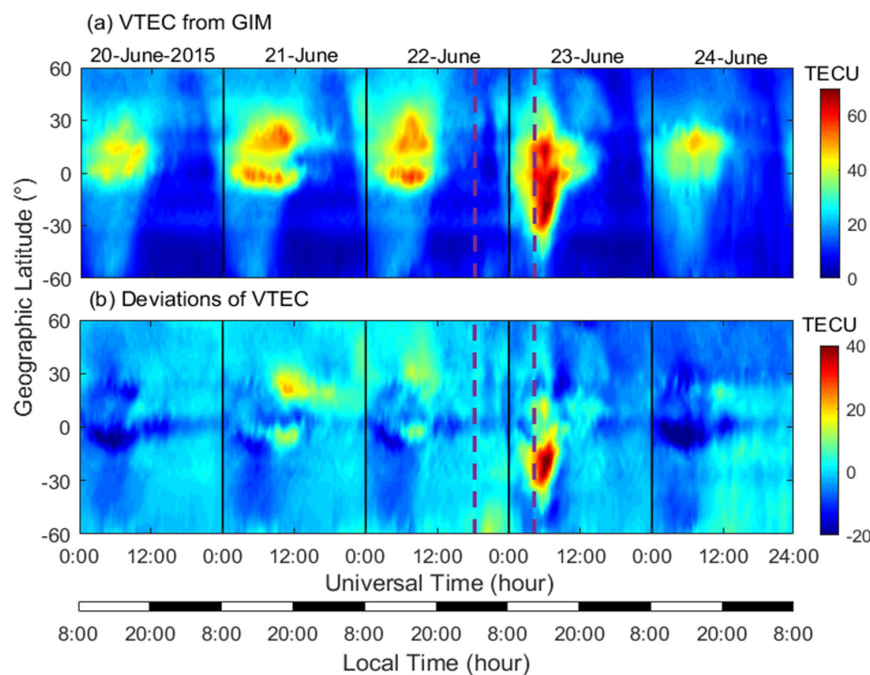 (a) VTEC from GIM
20-June-2015 21-June 22-June 23-June 24-June
TECU
60
30
0
-30
-60
60
40
20
0
Geographic Latitude (°)
(b) Deviations of VTEC
TECU
60
30
0
-30
-60
40
20
0
-20
0:00 12:00 0:00 12:00 0:00 12:00 0:00 12:00 0:00 12:00 24:00
Universal Time (hour)
8:00 20:00 8:00 20:00 8:00 20:00 8:00 20:00 8:00 20:00 8:00
Local Time (hour)